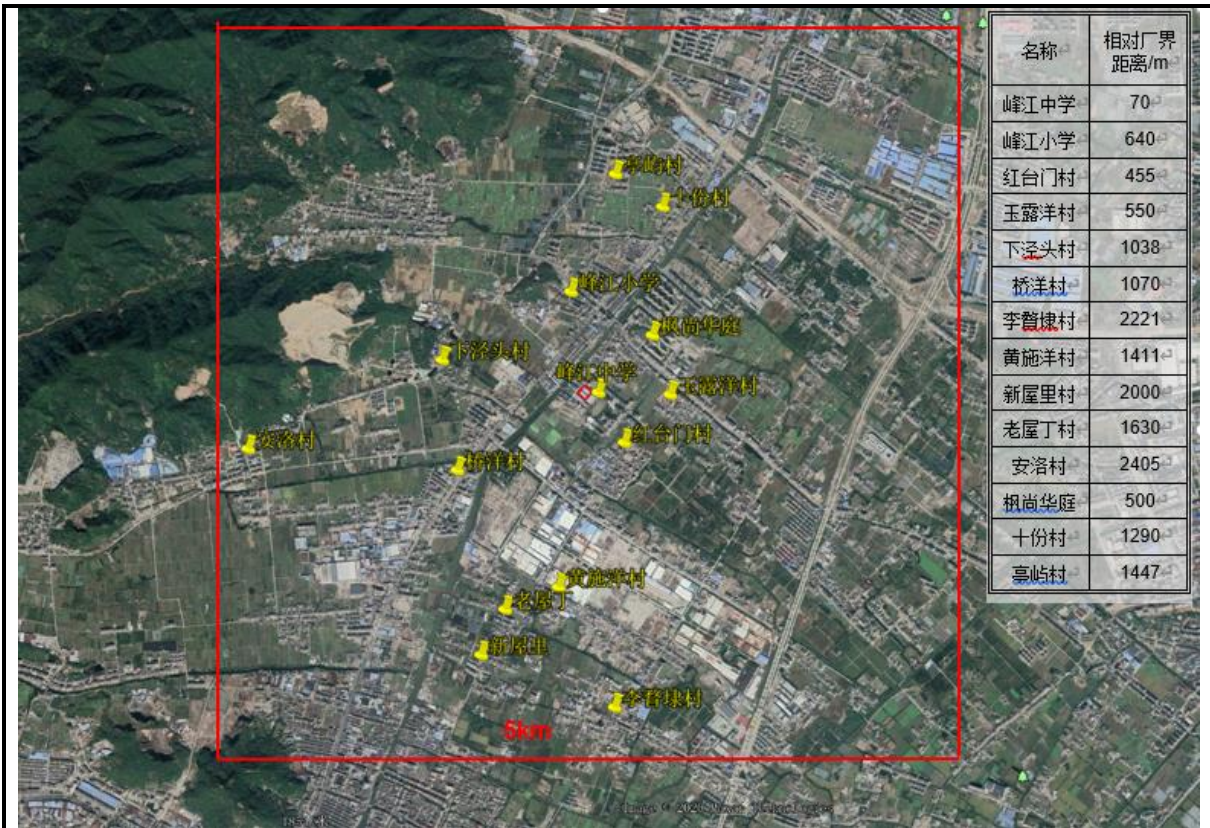 名称
相对厂界
距离/m
峰江中学 70
峰江小学 640
红台门村 455
玉露洋村 550
下泾头村 1038
桥洋村 1070
李蝥埭村 2221
黄施洋村 1411
新屋里村 2000
老屋丁村 1630
安洛村 2405
枫尚华庭 500
十份村 1290
亭屿村 1447
亭屿村
十份村
峰江小学
枫尚华庭
下泾头村
峰江中学
玉露洋村
安洛村
红台门村
桥洋村
黄施洋村
老屋丁
新屋里
李蝥埭村
5km